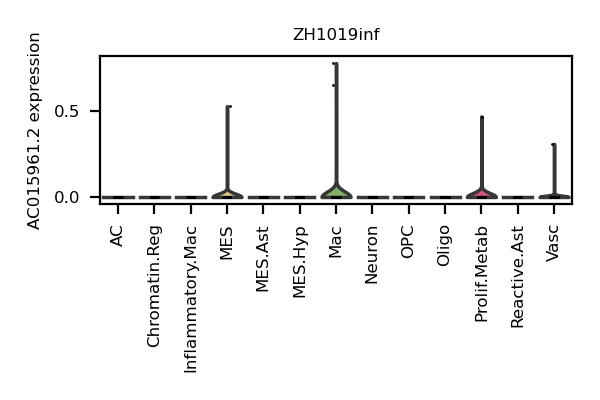 ZH1019inf
AC015961.2 expression
0.5
0.0
AC
Chromatin.Reg
Inflammatory.Mac
MES
MES.Ast
MES.Hyp
Mac
Neuron
OPC
Oligo
Prolif.Metab
Reactive.Ast
Vasc